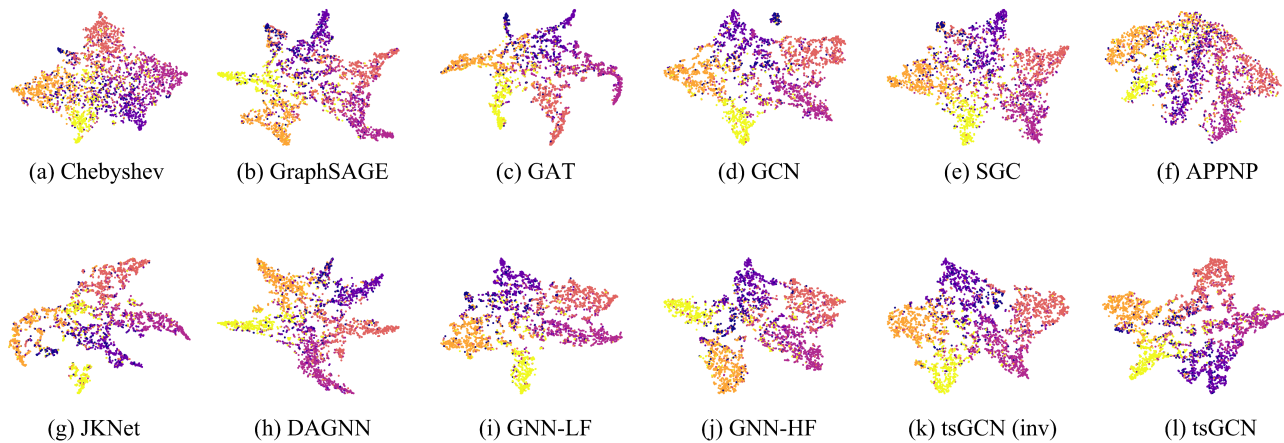 (a) Chebyshev
(b) GraphSAGE
(c) GAT
(d) GCN
(e) SGC
(f) APPNP
(g) JKNet
(h) DAGNN
(i) GNN-LF
(j) GNN-HF
(k) tsGCN (inv)
(l) tsGCN